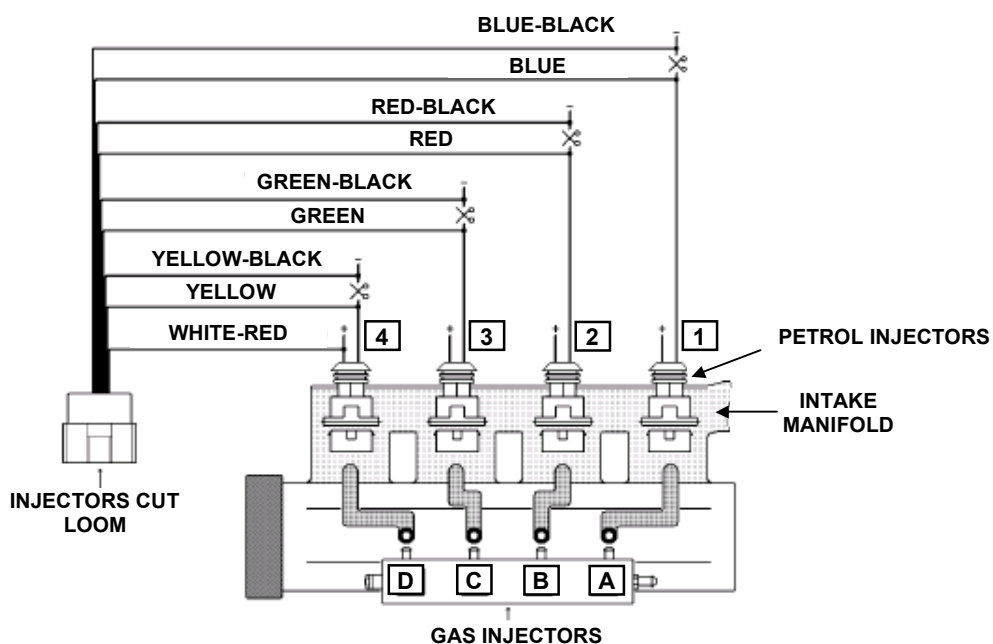 BLUE-BLACK
BLUE
RED-BLACK
RED
GREEN-BLACK
GREEN
YELLOW-BLACK
YELLOW
WHITE-RED
4
3
2
1
PETROL INJECTORS
INTAKE
MANIFOLD
INJECTORS CUT
LOOM
D
C
B
A
GAS INJECTORS